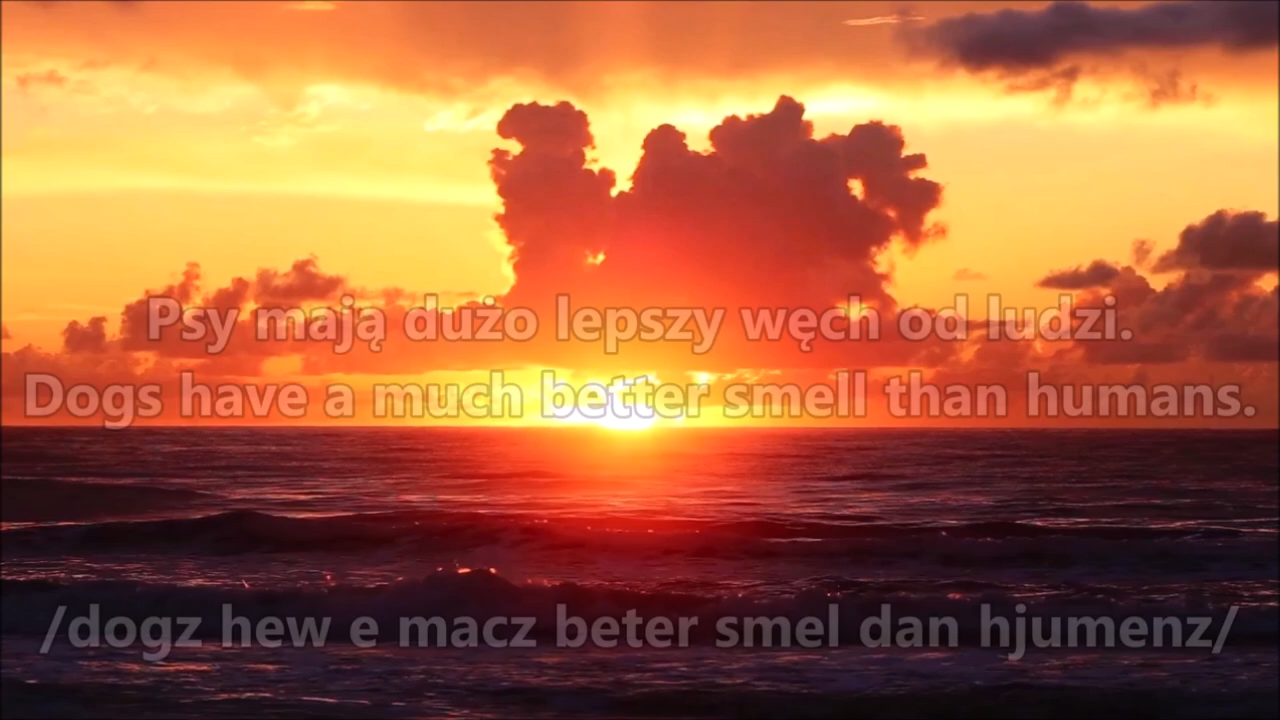 Psy mają dużo lepszy węch od ludzi.
Dogs have a much better smell than humans.
/dogz hew e macz beter smel dan hjumenz/